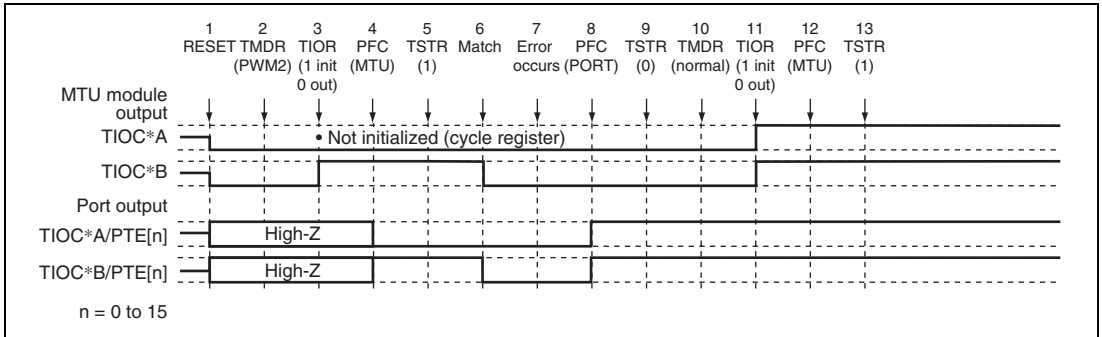 1 2 3 4 5 6 7 8 9 10 11 12 13
RESET TMDR TIOR PFC TSTR Match Error PFC TSTR TMDR TIOR PFC TSTR
(PWM2) (1 init (MTU) (1) occurs (PORT) (0) (normal) (1 init (MTU) (1)
0 out) 0 out)
MTU module
output
TIOC*A
• Not initialized (cycle register)
TIOC*B
Port output
TIOC*A/PTE[n]
High-Z
TIOC*B/PTE[n]
High-Z
n = 0 to 15